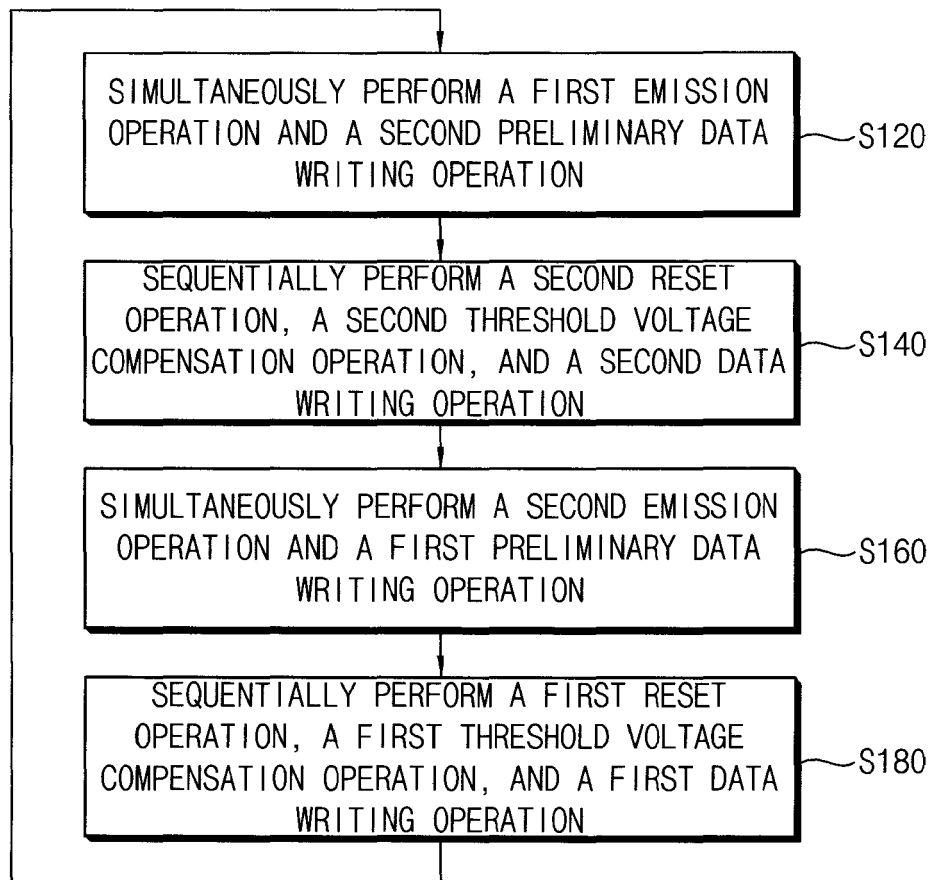 SIMULTANEOUSLY PERFORM A FIRST EMISSION
OPERATION AND A SECOND PRELIMINARY DATA
WRITING OPERATION
S120
SEQUENTIALLY PERFORM A SECOND RESET
OPERATION, A SECOND THRESHOLD VOLTAGE
COMPENSATION OPERATION, AND A SECOND DATA
WRITING OPERATION
S140
SIMULTANEOUSLY PERFORM A SECOND EMISSION
OPERATION AND A FIRST PRELIMINARY DATA
WRITING OPERATION
S160
SEQUENTIALLY PERFORM A FIRST RESET
OPERATION, A FIRST THRESHOLD VOLTAGE
COMPENSATION OPERATION, AND A FIRST DATA
WRITING OPERATION
S180